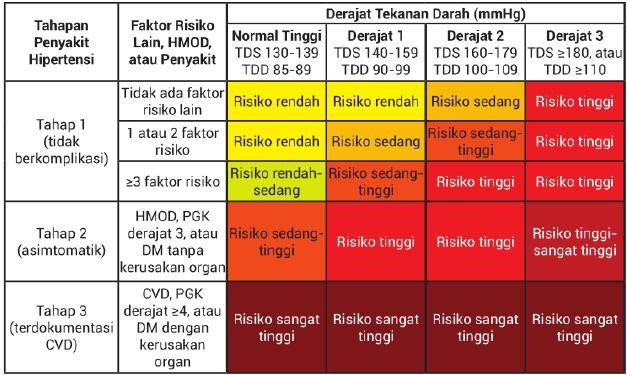 Tahapan
Penyakit
Hipertensi
Faktor Risiko
Lain, HMOD,
atau Penyakit
Derajat Tekanan Darah (mmHg)
Normal Tinggi
TDS 130-139
TDD 85-89
Derajat 1
TDS 140-159
TDD 90-99
Derajat 2
TDS 160-179
TDD 100-109
Derajat 3
TDS ≥180, atau
TDD ≥110
Tahap 1
(tidak
berkomplikasi)
Tidak ada faktor
risiko lain
Risiko rendah
Risiko rendah
Risiko sedang
Risiko tinggi
1 atau 2 faktor
risiko
Risiko rendah
Risiko sedang
Risiko sedang-
tinggi
Risiko tinggi
≥3 faktor risiko
Risiko rendah-
sedang
Risiko sedang-
tinggi
Risiko tinggi
Risiko tinggi
Tahap 2
(asimtomatik)
HMOD, PGK
derajat 3, atau
DM tanpa
kerusakan organ
Risiko sedang-
tinggi
Risiko tinggi
Risiko tinggi
Risiko tinggi-
sangat tinggi
Tahap 3
(terdokumentasi
CVD)
CVD, PGK
derajat ≥4, atau
DM dengan
kerusakan
organ
Risiko sangat
tinggi
Risiko sangat
tinggi
Risiko sangat
tinggi
Risiko sangat
tinggi